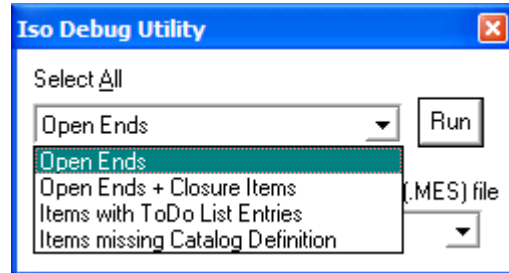 Iso Debug Utility
Select All
Open Ends
Run
Open Ends
Open Ends + Closure Items
Items with ToDo List Entries
Items missing Catalog Definition
(.MES) file